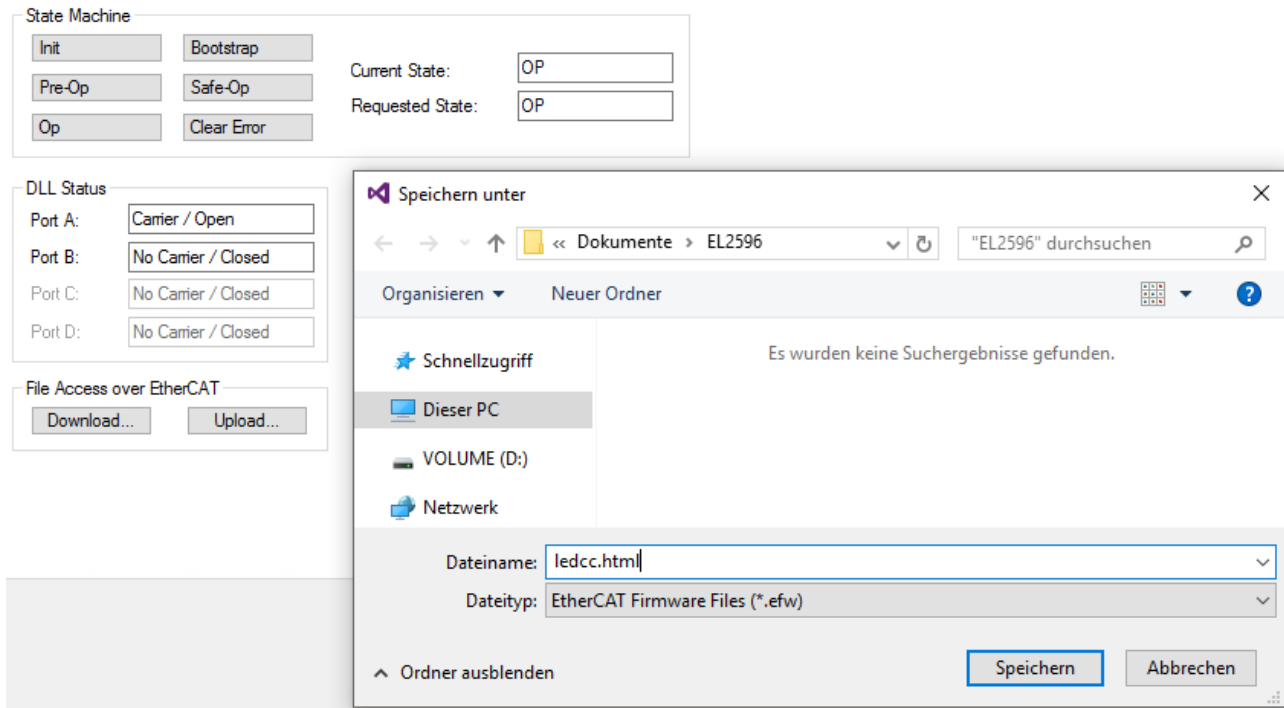 State Machine
Init
Bootstrap
Pre-Op
Safe-Op
Op
Clear Error
Current State:
OP
Requested State:
OP
DLL Status
Port A:
Carrier / Open
Port B:
No Carrier / Closed
Port C:
No Carrier / Closed
Port D:
No Carrier / Closed
File Access over EtherCAT
Download...
Upload...
Speichern unter
« Dokumente › EL2596
"EL2596" durchsuchen
Organisieren
Neuer Ordner
Schnellzugriff
Dieser PC
VOLUME (D:)
Netzwerk
Es wurden keine Suchergebnisse gefunden.
Dateiname:
ledcc.html
Dateityp:
EtherCAT Firmware Files (*.efw)
Ordner ausblenden
Speichern
Abbrechen